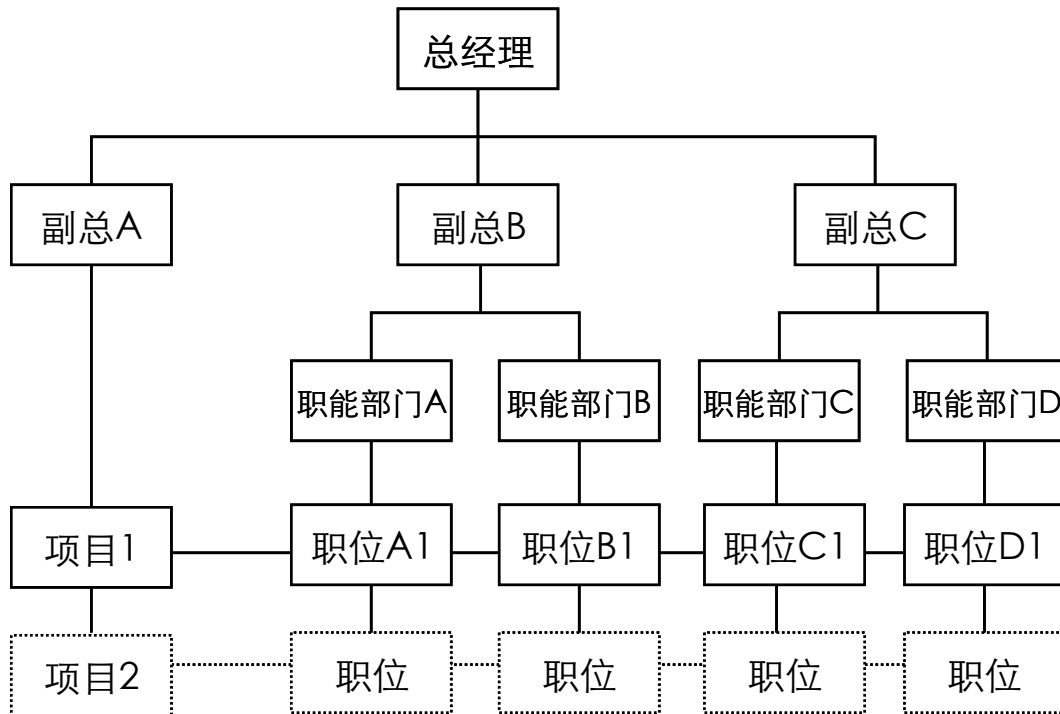 总经理
副总A
副总B
副总C
职能部门A
职能部门B
职能部门C
职能部门D
项目1
职位A1
职位B1
职位C1
职位D1
项目2
职位
职位
职位
职位